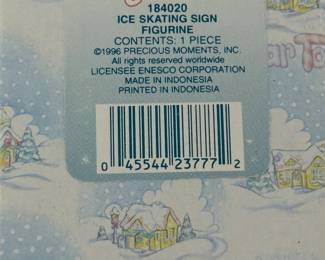 184020
ICE SKATING SIGN
FIGURINE
CONTENTS: 1 PIECE
©1996 PRECIOUS MOMENTS, INC.
All rights reserved worldwide
LICENSEE ENESCO CORPORATION
MADE IN INDONESIA
PRINTED IN INDONESIA
0 45544 23777 2